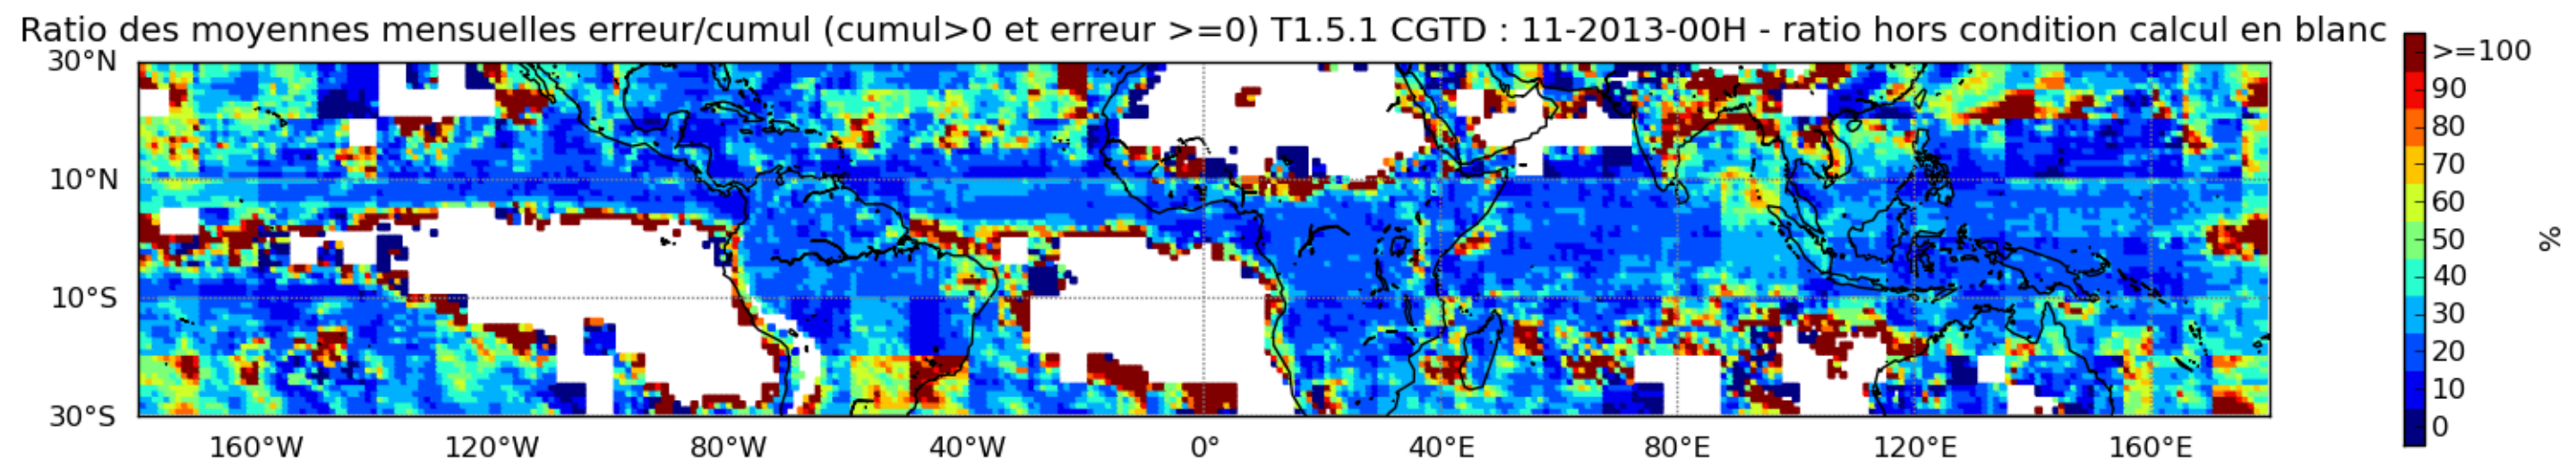 Ratio des moyennes mensuelles erreur/cumul (cumul>0 et erreur >=0) T1.5.1 CGTD : 11-2013-00H - ratio hors condition calcul en blanc
30°N
10°N
10°S
30°S
160°W 120°W 80°W 40°W 0° 40°E 80°E 120°E 160°E
>=100
90
80
70
60
50
40
30
20
10
0
%